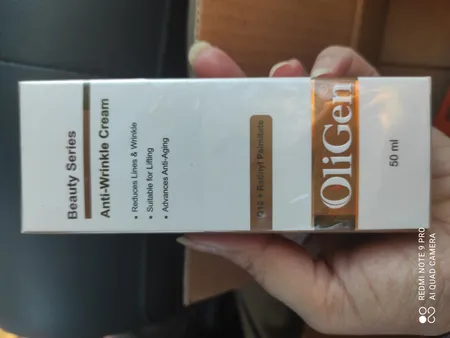 OliGen®
+ Retinyl Palmitate
Beauty Series
Anti-Wrinkle Cream
• Reduces Lines & Wrinkle
• Suitable for Lifting
• Advances Anti-Aging
50 ml
REDMI NOTE 9 PRO
AI QUAD CAMERA